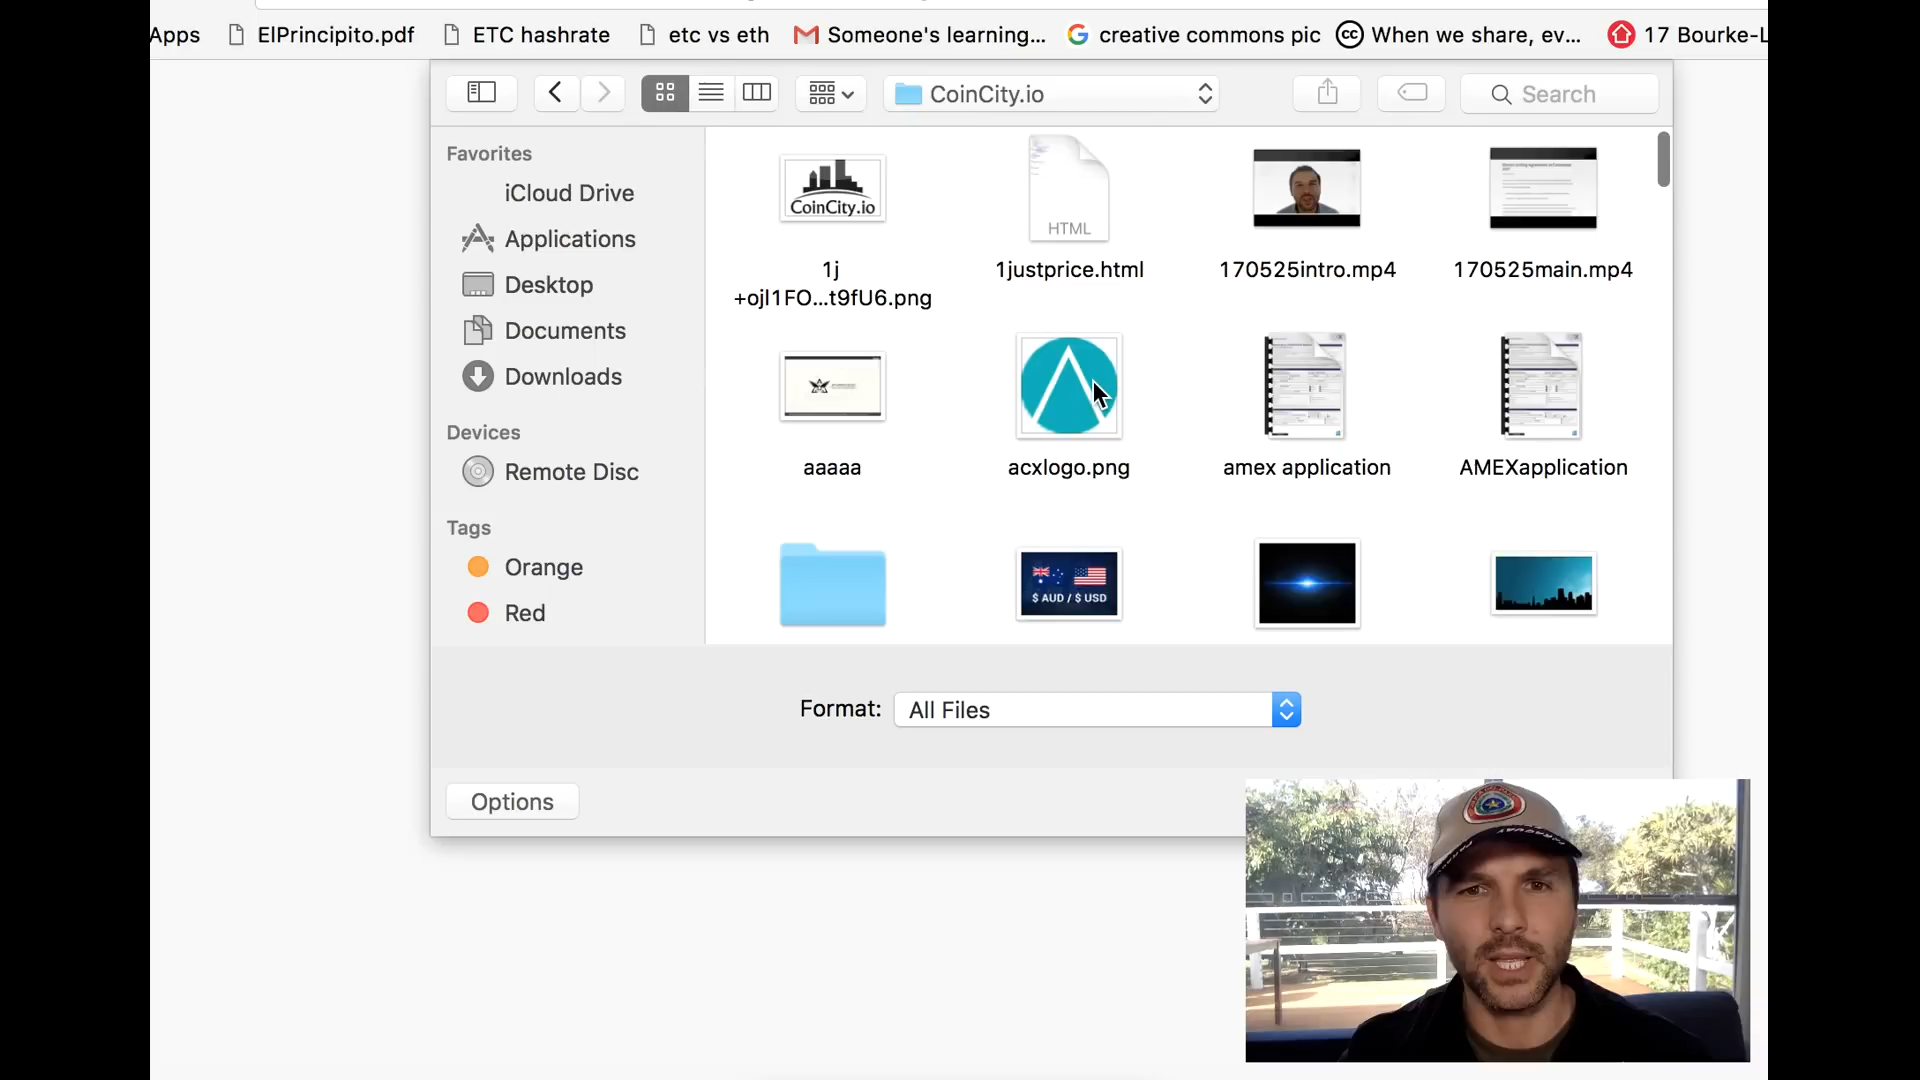 Apps ElPrincipito.pdf ETC hashrate etc vs eth Someone's learning... creative commons pic When we share, ev... 17 Bourke-L
CoinCity.io Search
Favorites
iCloud Drive
Applications
Desktop
Documents
Downloads
Devices
Remote Disc
Tags
Orange
Red
CoinCity.io
HTML
1j 1justprice.html 170525intro.mp4 170525main.mp4
+ojl1FO...t9fU6.png
aaaaa acxlogo.png amex application AMEXapplication
$ AUD / $ USD
Format: All Files
Options